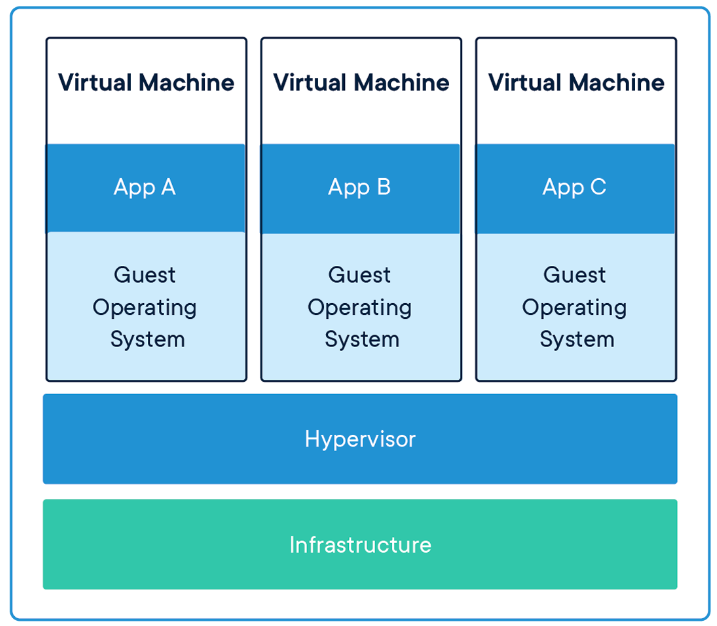 Virtual Machine
App A
Guest
Operating
System
Virtual Machine
App B
Guest
Operating
System
Virtual Machine
App C
Guest
Operating
System
Hypervisor
Infrastructure